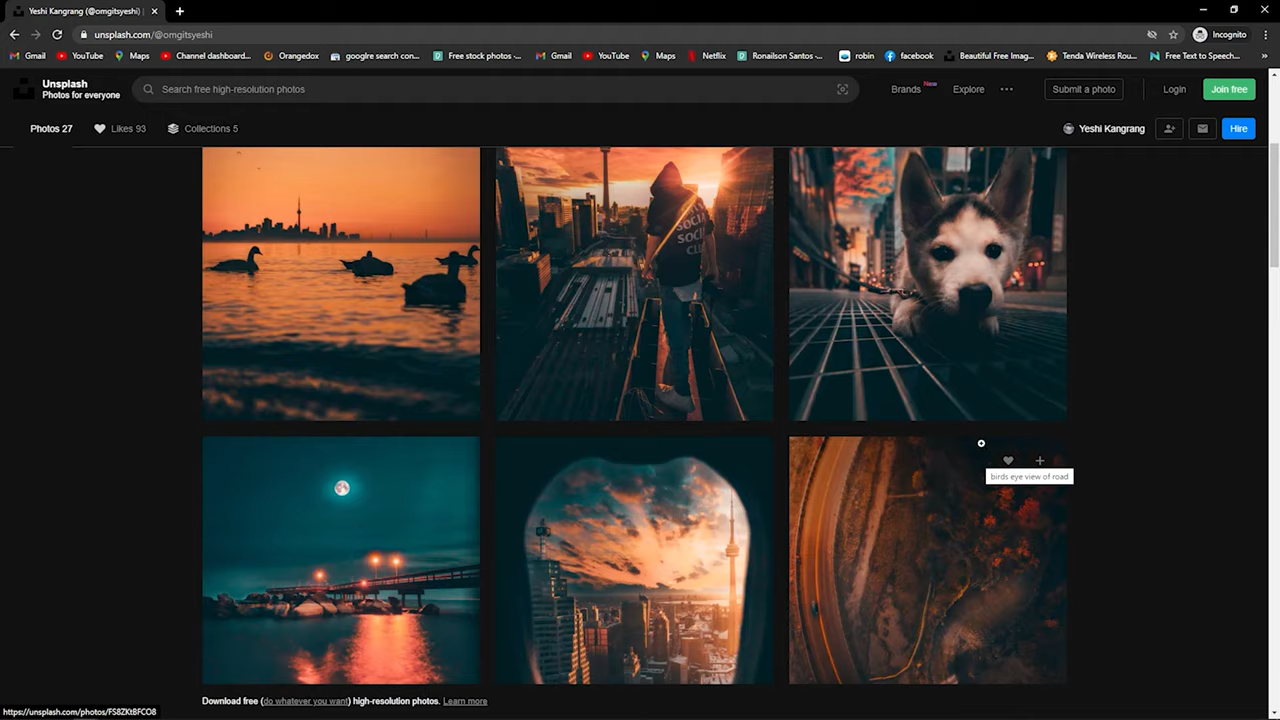 Yeshi Kangrang (@omgitsyeshi) |
unsplash.com/@omgitsyeshi
Incognito
Gmail YouTube Maps Channel dashboard... Orangedox googlre search con... Free stock photos -... Gmail YouTube Maps Netflix Ronailson Santos -... robin facebook Beautiful Free Imag... Tenda Wireless Rou... Free Text to Speech... »
Unsplash
Photos for everyone
Search free high-resolution photos
Brands New Explore Submit a photo Login Join free
Photos 27 Likes 93 Collections 5 Yeshi Kangrang Hire
SOCIAL
SOCIAL
CLUB
birds eye view of road
Download free (do whatever you want) high-resolution photos. Learn more
https://unsplash.com/photos/FS8ZKtBFCO8